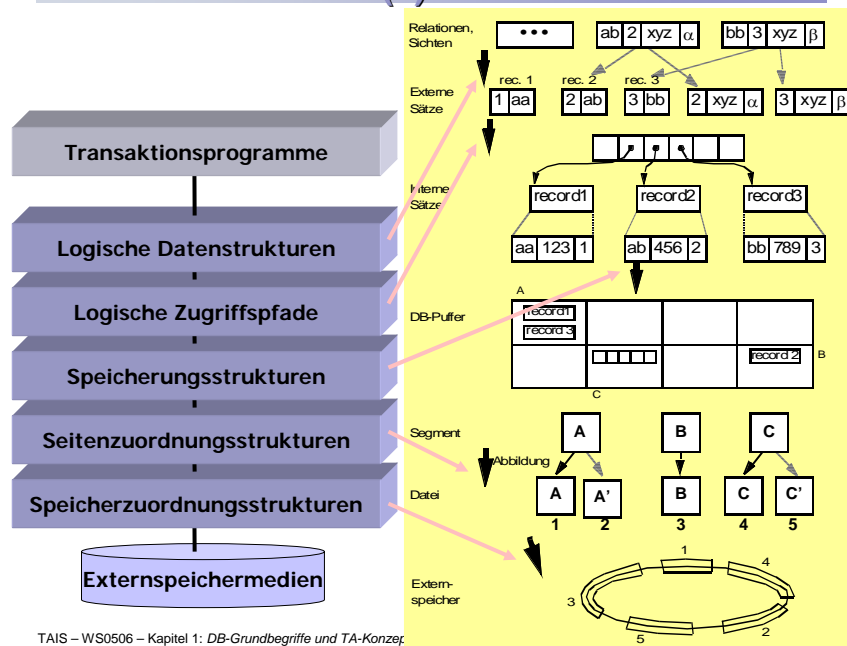 Relationen,
Sichten
••• ab 2 xyz α bb 3 xyz β
rec. 1 rec. 2 rec. 3
Externe
Sätze
1 aa 2 ab 3 bb 2 xyz α 3 xyz β
Transaktionsprogramme
Interne
Sätze
record1 record2 record3
aa 123 1 ab 456 2 bb 789 3
Logische Datenstrukturen
Logische Zugriffspfade
Speicherungsstrukturen
Seitenzuordnungsstrukturen
Speicherzuordnungsstrukturen
Externspeichermedien
A
DB-Puffer
record1
record 3
record 2 B
C
Segment
A B C
Abbildung
Datei
A A' B C C'
1 2 3 4 5
Extern-
speicher
1
4
3
2
5
TAIS – WS0506 – Kapitel 1: DB-Grundbegriffe und TA-Konzep